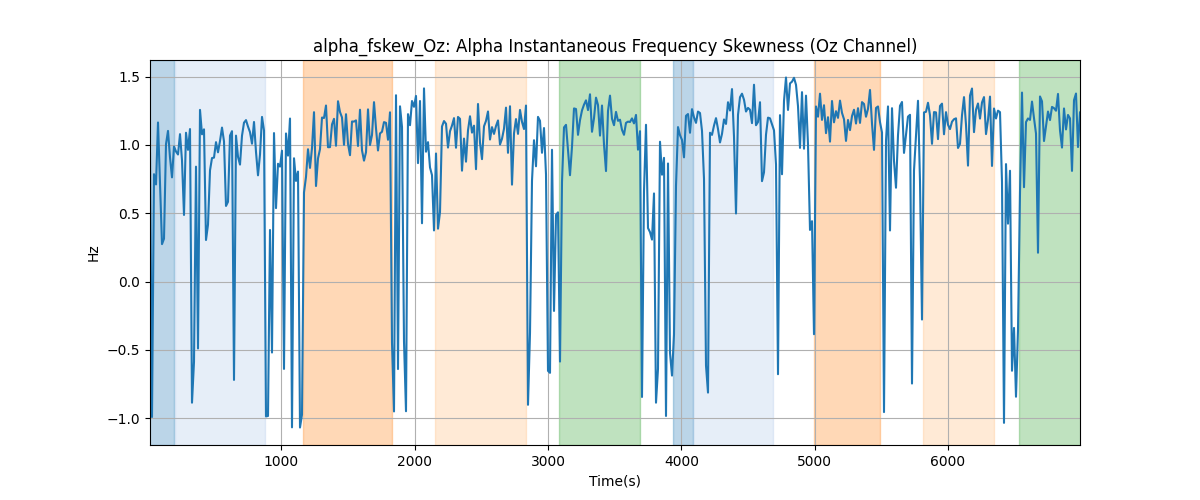 alpha_fskew_Oz: Alpha Instantaneous Frequency Skewness (Oz Channel)
1.5
1.0
0.5
0.0
−0.5
−1.0
Hz
1000 2000 3000 4000 5000 6000
Time(s)